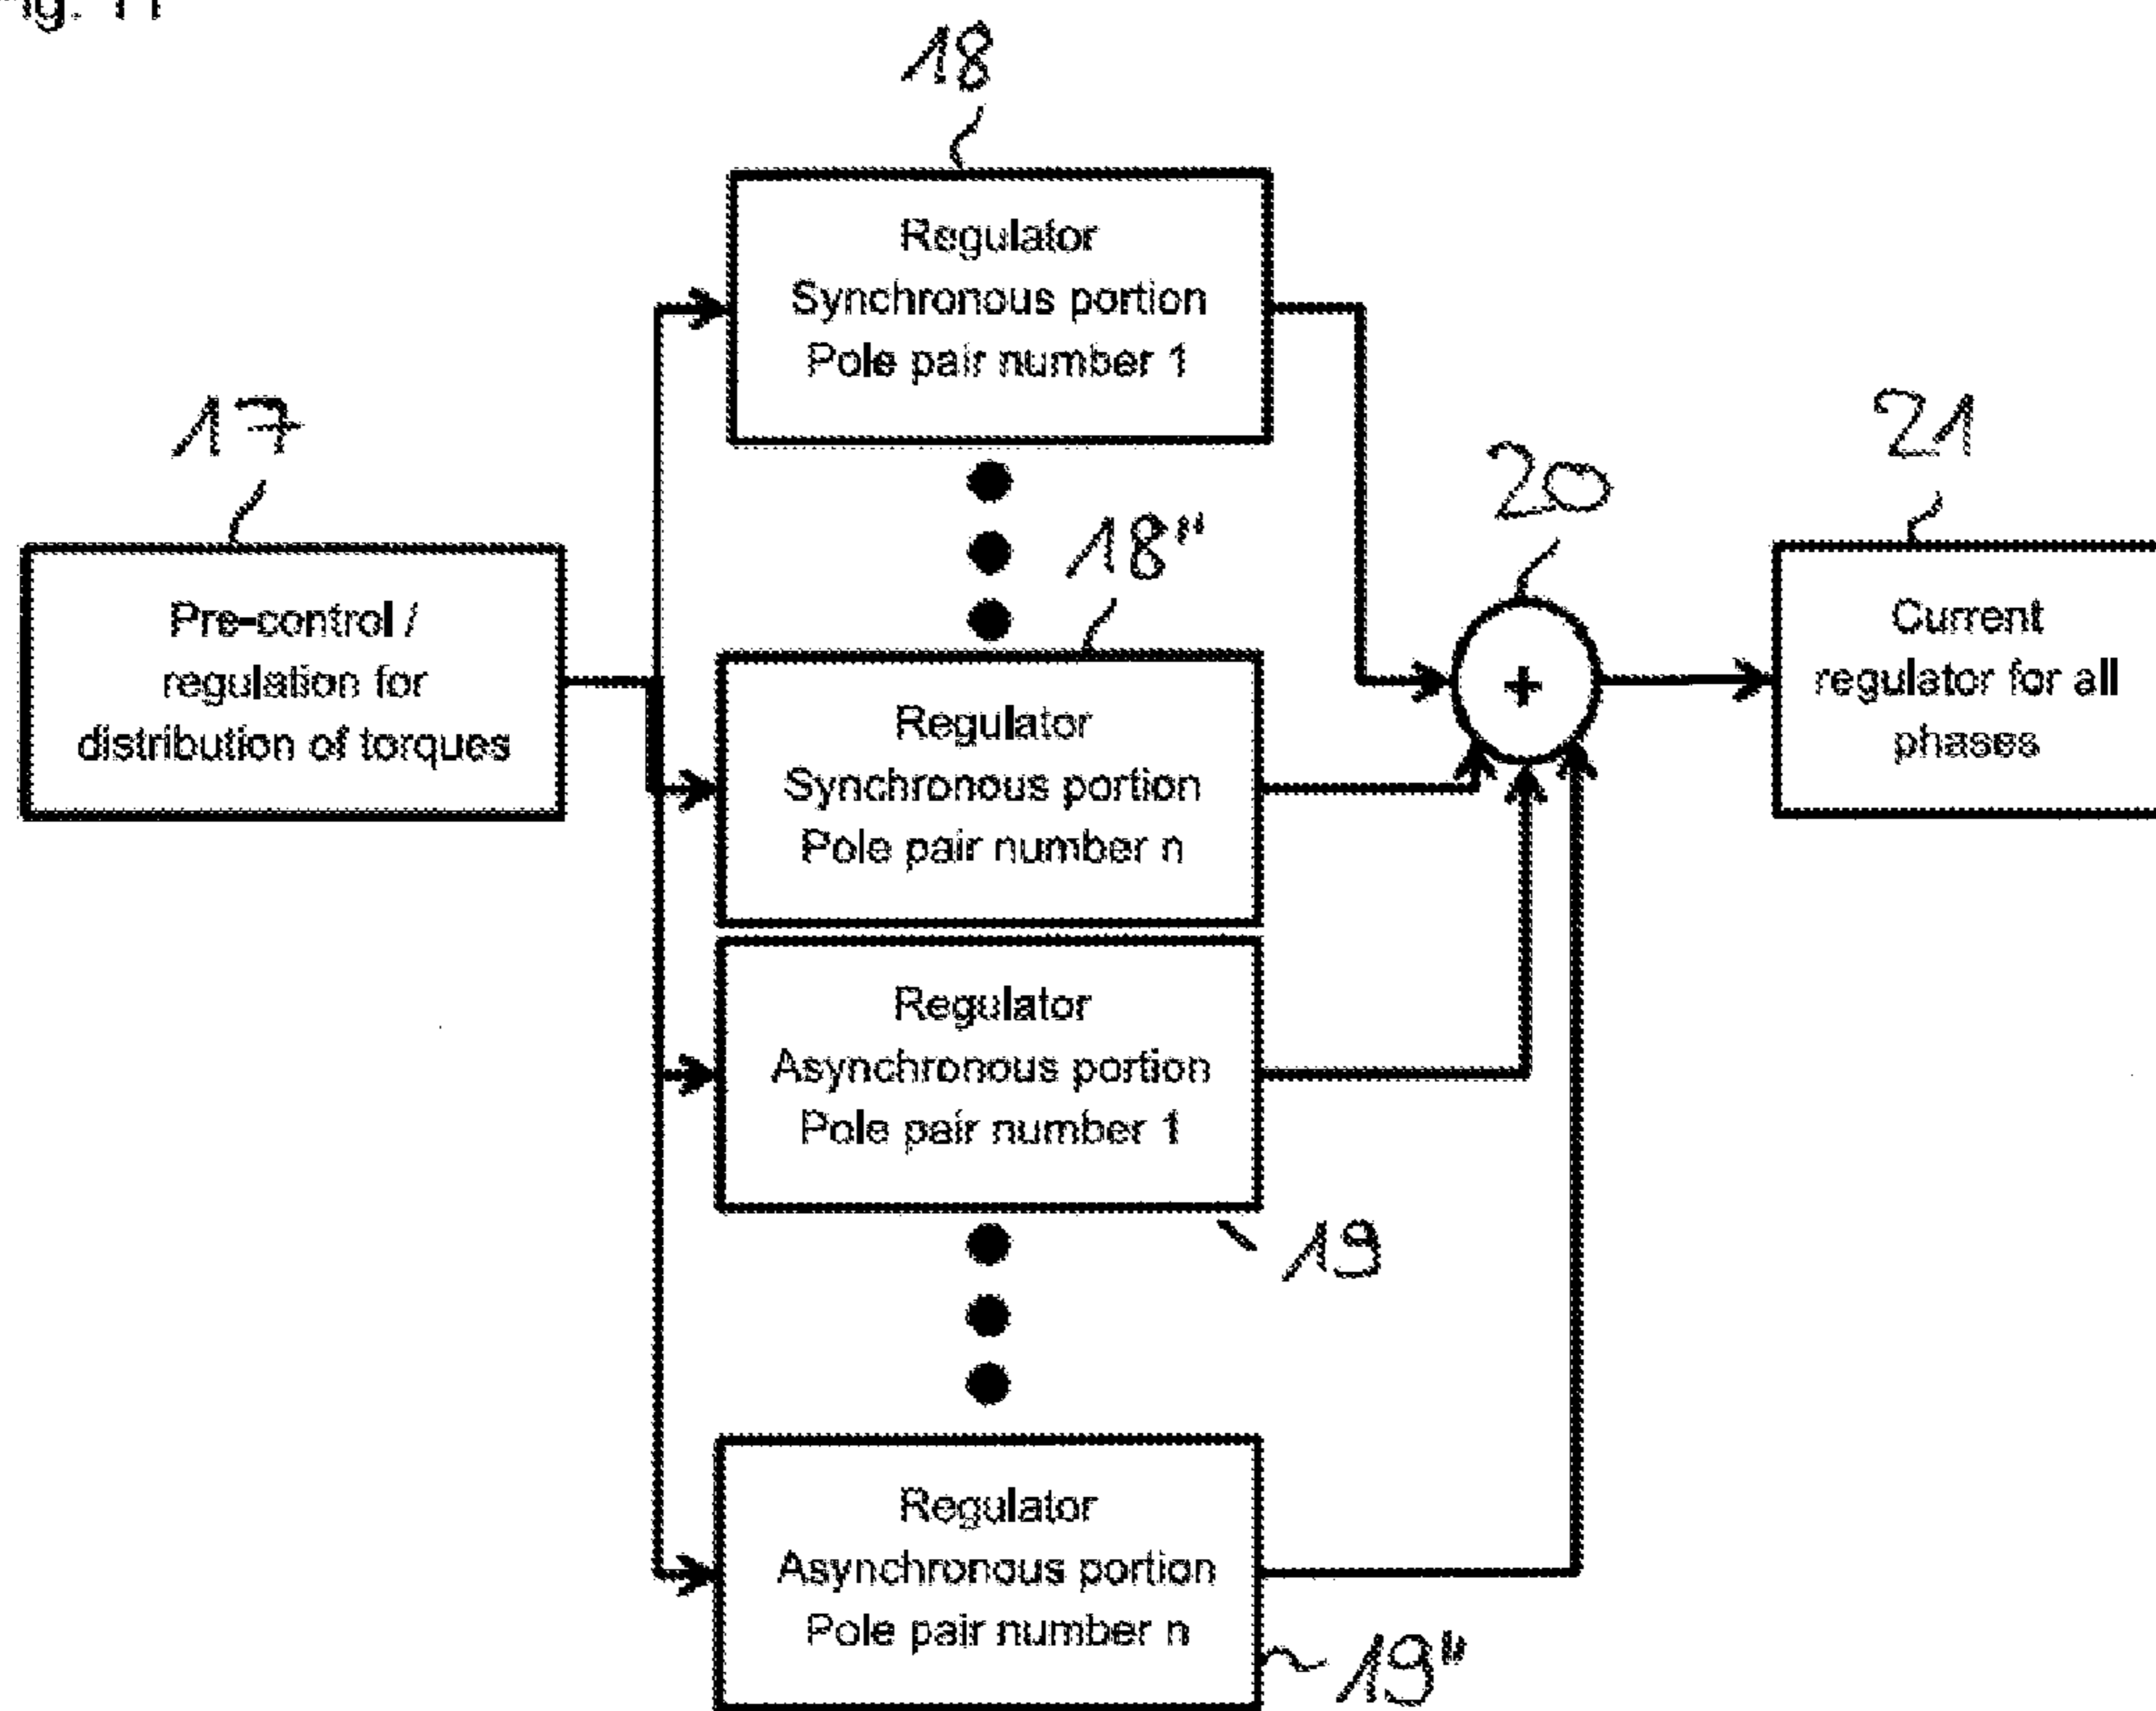 Fig. 11
18
Regulator
Synchronous portion
Pole pair number 1
17
Pre-control /
regulation for
distribution of torques
18"
Regulator
Synchronous portion
Pole pair number n
20
+
21
Current
regulator for all
phases
Regulator
Asynchronous portion
Pole pair number 1
19
Regulator
Asynchronous portion
Pole pair number n
19"